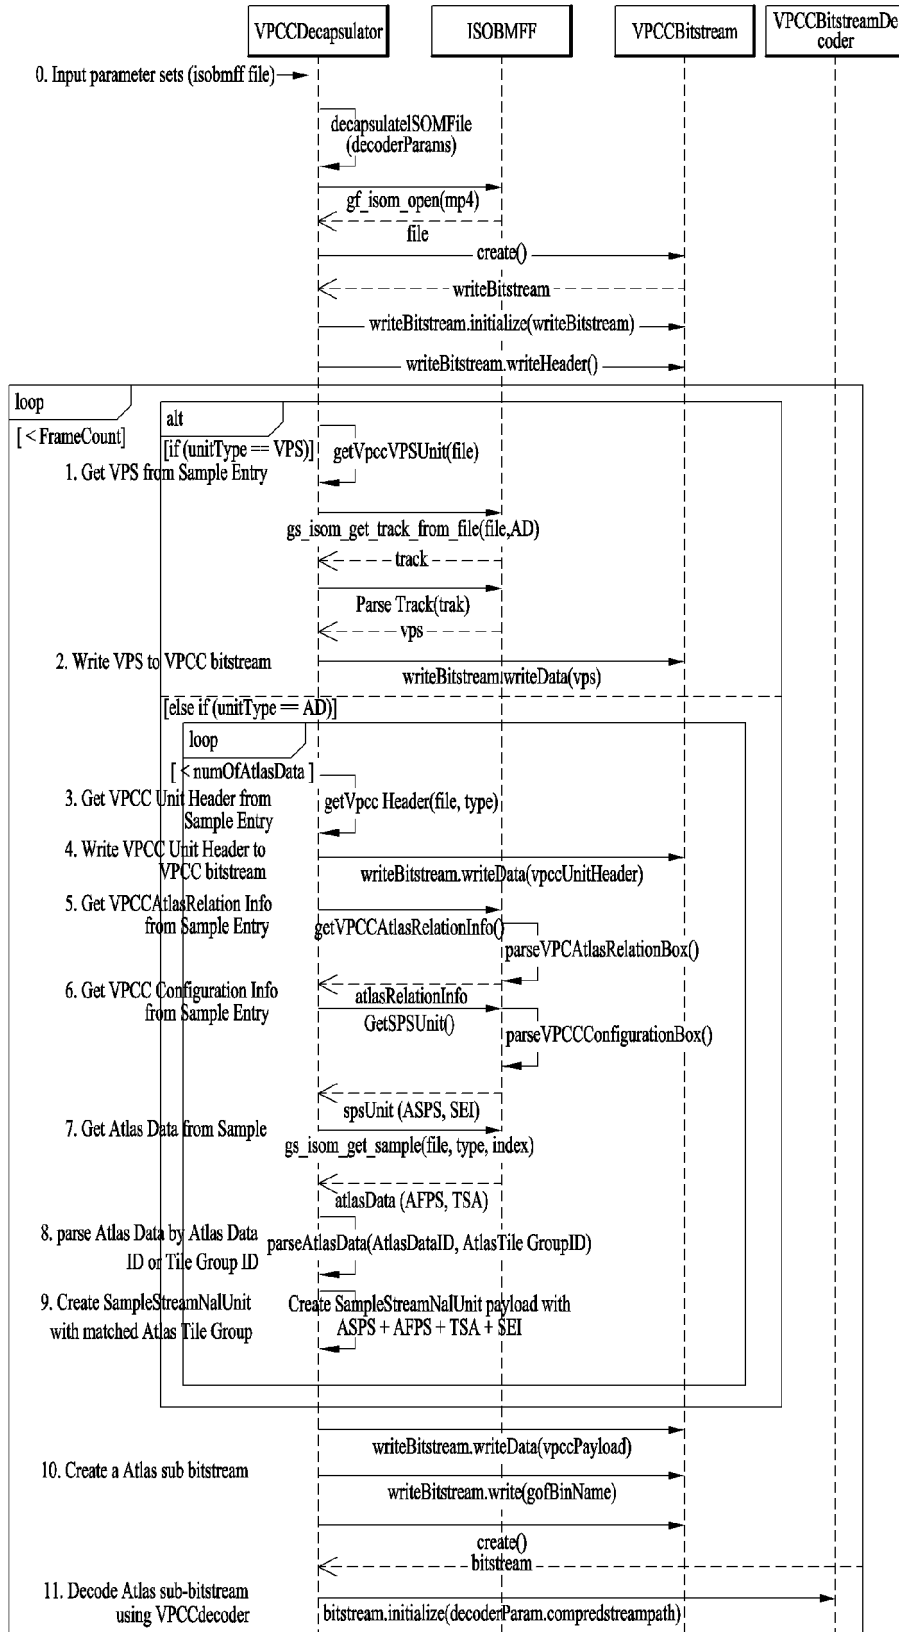 VPCCDecapsulator
ISOBMFF
VPCCBitstream
VPCCBitstreamDe
coder
0. Input parameter sets (isobmff file)
decapsulateISOMFile
(decoderParams)
gf_isom_open(mp4)
file
create()
writeBitstream
writeBitstream.initialize(writeBitstream)
writeBitstream.writeHeader()
loop
[ < FrameCount]
alt
[if (unitType == VPS)]
getVpccVPSUnit(file)
1. Get VPS from Sample Entry
gs_isom_get_track_from_file(file,AD)
track
Parse Track(trak)
vps
2. Write VPS to VPCC bitstream
writeBitstream.writeData(vps)
[else if (unitType == AD)]
loop
[ < numOfAtlasData ]
3. Get VPCC Unit Header from
Sample Entry
getVpcc Header(file, type)
4. Write VPCC Unit Header to
VPCC bitstream
writeBitstream.writeData(vpccUnitHeader)
5. Get VPCCAtlasRelation Info
from Sample Entry
getVPCCAtlasRelationInfo()
parseVPCAtlasRelationBox()
6. Get VPCC Configuration Info
from Sample Entry
atlasRelationInfo
GetSPSUnit()
parseVPCCConfigurationBox()
spsUnit (ASPS, SEI)
7. Get Atlas Data from Sample
gs_isom_get_sample(file, type, index)
atlasData (AFPS, TSA)
8. parse Atlas Data by Atlas Data
ID or Tile Group ID
parseAtlasData(AtlasDataID, AtlasTile GroupID)
9. Create SampleStreamNalUnit
with matched Atlas Tile Group
Create SampleStreamNalUnit payload with
ASPS + AFPS + TSA + SEI
writeBitstream.writeData(vpccPayload)
10. Create a Atlas sub bitstream
writeBitstream.write(gofBinName)
create()
bitstream
11. Decode Atlas sub-bitstream
using VPCCdecoder
bitstream.initialize(decoderParam.compredstreampath)